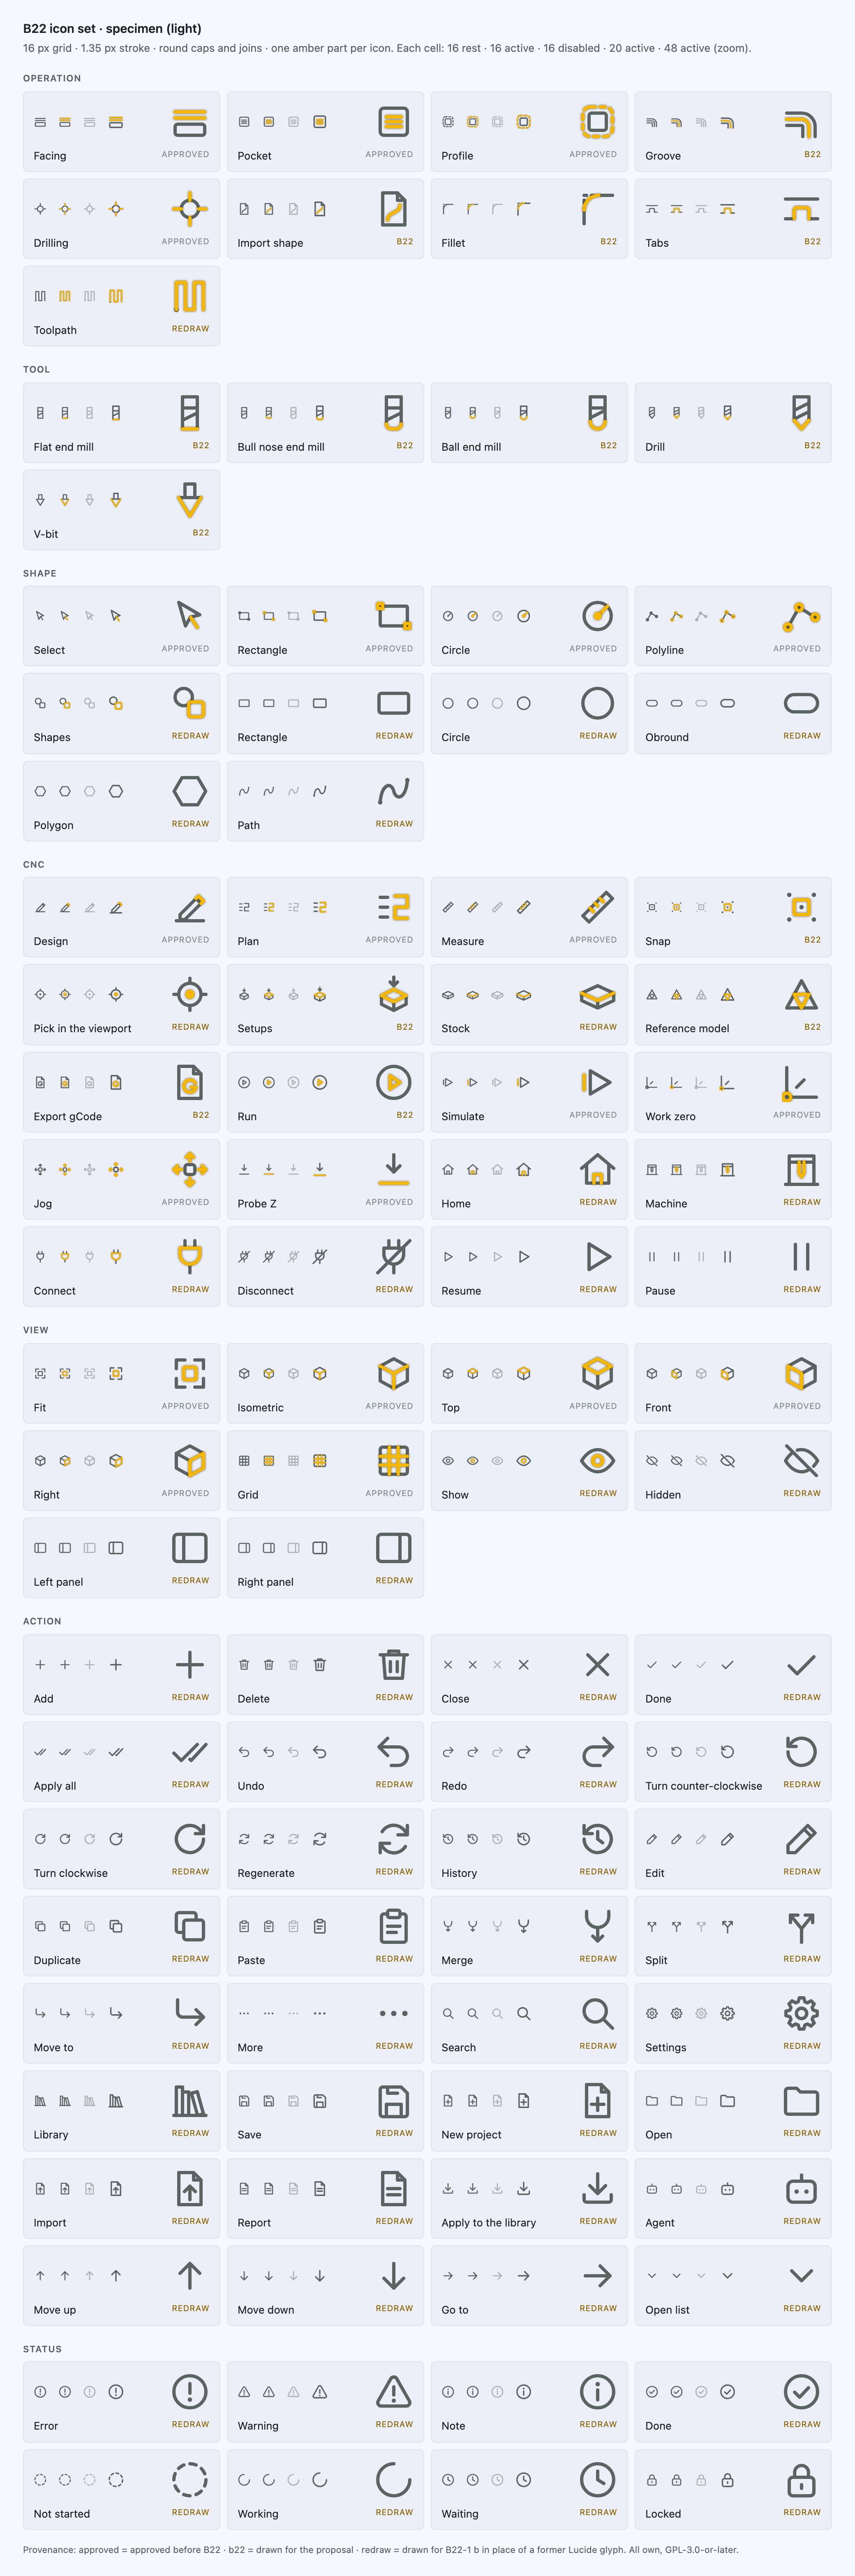 B22 icon set · specimen (light)
16 px grid · 1.35 px stroke · round caps and joins · one amber part per icon. Each cell: 16 rest · 16 active · 16 disabled · 20 active · 48 active (zoom).
OPERATION
Facing APPROVED
Pocket APPROVED
Profile APPROVED
Groove B22
Drilling APPROVED
Import shape B22
Fillet B22
Tabs B22
Toolpath REDRAW
TOOL
Flat end mill B22
Bull nose end mill B22
Ball end mill B22
Drill B22
V-bit B22
SHAPE
Select APPROVED
Rectangle APPROVED
Circle APPROVED
Polyline APPROVED
Shapes REDRAW
Rectangle REDRAW
Circle REDRAW
Obround REDRAW
Polygon REDRAW
Path REDRAW
CNC
Design APPROVED
Plan APPROVED
Measure APPROVED
Snap B22
Pick in the viewport REDRAW
Setups B22
Stock REDRAW
Reference model B22
Export gCode B22
Run B22
Simulate APPROVED
Work zero APPROVED
Jog APPROVED
Probe Z APPROVED
Home REDRAW
Machine REDRAW
Connect REDRAW
Disconnect REDRAW
Resume REDRAW
Pause REDRAW
VIEW
Fit APPROVED
Isometric APPROVED
Top APPROVED
Front APPROVED
Right APPROVED
Grid APPROVED
Show REDRAW
Hidden REDRAW
Left panel REDRAW
Right panel REDRAW
ACTION
Add REDRAW
Delete REDRAW
Close REDRAW
Done REDRAW
Apply all REDRAW
Undo REDRAW
Redo REDRAW
Turn counter-clockwise REDRAW
Turn clockwise REDRAW
Regenerate REDRAW
History REDRAW
Edit REDRAW
Duplicate REDRAW
Paste REDRAW
Merge REDRAW
Split REDRAW
Move to REDRAW
More REDRAW
Search REDRAW
Settings REDRAW
Library REDRAW
Save REDRAW
New project REDRAW
Open REDRAW
Import REDRAW
Report REDRAW
Apply to the library REDRAW
Agent REDRAW
Move up REDRAW
Move down REDRAW
Go to REDRAW
Open list REDRAW
STATUS
Error REDRAW
Warning REDRAW
Note REDRAW
Done REDRAW
Not started REDRAW
Working REDRAW
Waiting REDRAW
Locked REDRAW
Provenance: approved = approved before B22 · b22 = drawn for the proposal · redraw = drawn for B22-1 b in place of a former Lucide glyph. All own, GPL-3.0-or-later.